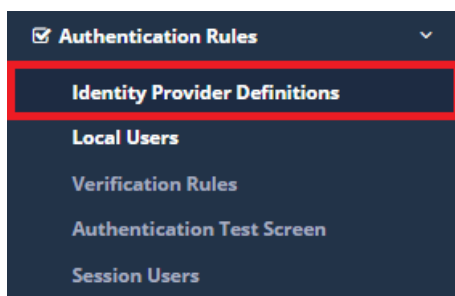 Authentication Rules
Identity Provider Definitions
Local Users
Verification Rules
Authentication Test Screen
Session Users